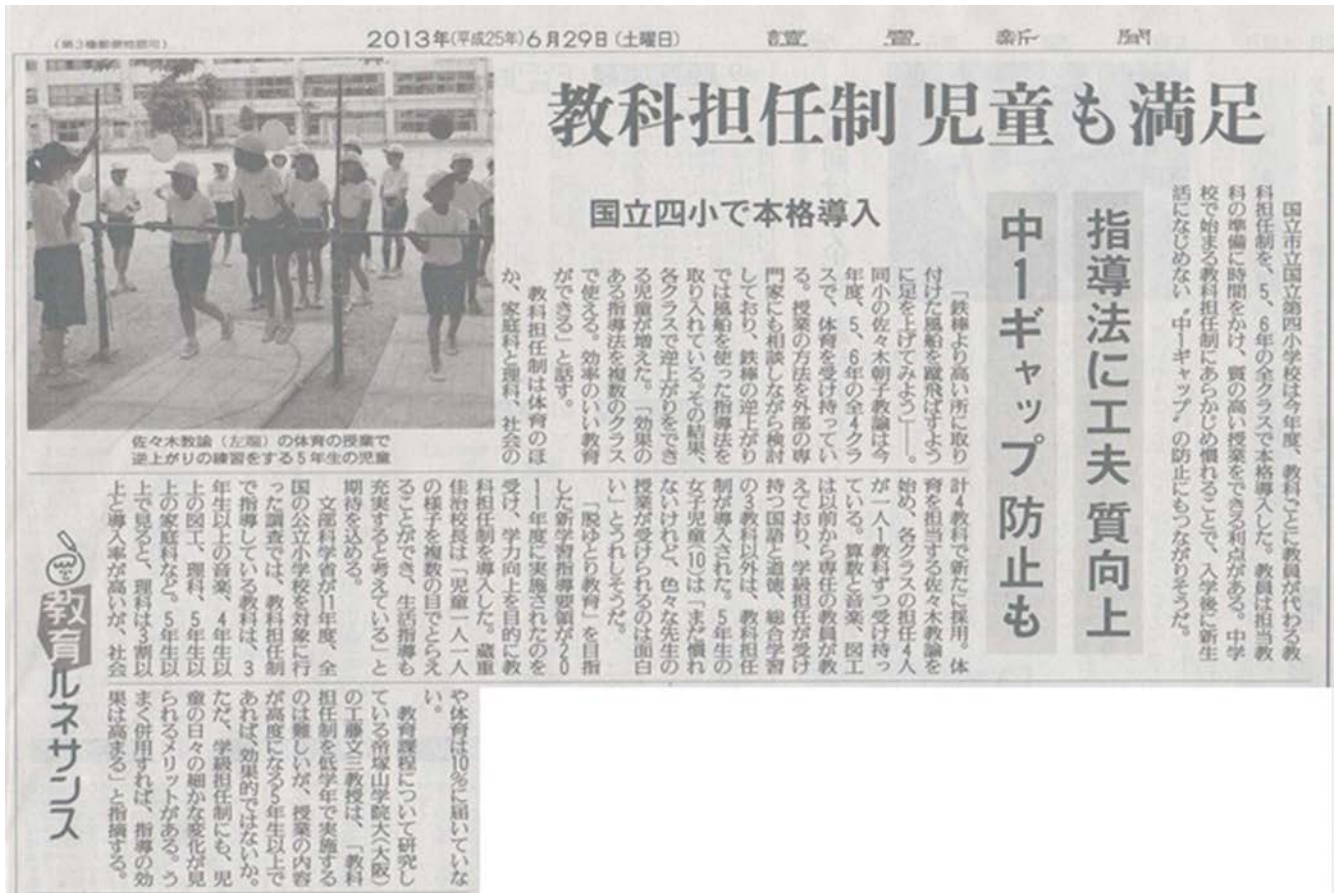 (第3種郵便物認可)
2013年(平成25年)6月29日(土曜日)
讀賣新聞
教科担任制 児童も満足
国立四小で本格導入
指導法に工夫 質向上
中1ギャップ 防止も
国立市立国立第四小学校は今年度、教科ごとに教員が代わる教
科担任制を、5、6年の全クラスで本格導入した。教員は担当教
科の準備に時間をかけ、質の高い授業をできる利点がある。中学
校で始まる教科担任制にあらかじめ慣れることで、入学後に新生
活になじめない〝中1ギャップ〟の防止にもつながりそうだ。
「鉄棒より高い所に取り
付けた風船を蹴飛ばすよう
に足を上げてみよう」――。
同小の佐々木朝子教諭は今
年度、5、6年の全4クラ
スで、体育を受け持ってい
る。授業の方法を外部の専
門家にも相談しながら検討
しており、鉄棒の逆上がり
では風船を使った指導法を
取り入れている。その結果、
各クラスで逆上がりをでき
る児童が増えた。「効果の
ある指導法を複数のクラス
で使える。効率のいい教育
ができる」と話す。
教科担任制は体育のほ
か、家庭科と理科、社会の
佐々木教諭(左端)の体育の授業で
逆上がりの練習をする5年生の児童
計4教科で新たに採用。体
育を担当する佐々木教諭を
始め、各クラスの担任4人
が一人1教科ずつ受け持っ
ている。算数と音楽、図工
は以前から専任の教員が教
えており、学級担任が受け
持つ国語と道徳、総合学習
の3教科以外は、教科担任
制が導入された。5年生の
女子児童(10)は「まだ慣れ
ないけれど、色々な先生の
授業が受けられるのは面白
い」とうれしそうだ。
「脱ゆとり教育」を目指
した新学習指導要領が20
11年度に実施されたのを
受け、学力向上を目的に教
科担任制を導入した。蔵重
佳治校長は「児童一人一人
の様子を複数の目でとらえ
ることができ、生活指導も
充実すると考えている」と
期待を込める。
文部科学省が11年度、全
国の公立小学校を対象に行
った調査では、教科担任制
で指導している教科は、3
年生以上の音楽、4年生以
上の図工、理科、5年生以
上の家庭科など。5年生以
上で見ると、理科は3割以
上と導入率が高いが、社会
や体育は10%に届いていな
い。
教育課程について研究し
ている帝塚山学院大(大阪)
の工藤文三教授は、「教科
担任制を低学年で実施する
のは難しいが、授業の内容
が高度になる5年生以上で
あれば、効果的ではないか。
ただ、学級担任制にも、児
童の日々の細かな変化が見
られるメリットがある。う
まく併用すれば、指導の効
果は高まる」と指摘する。
教育ルネサンス